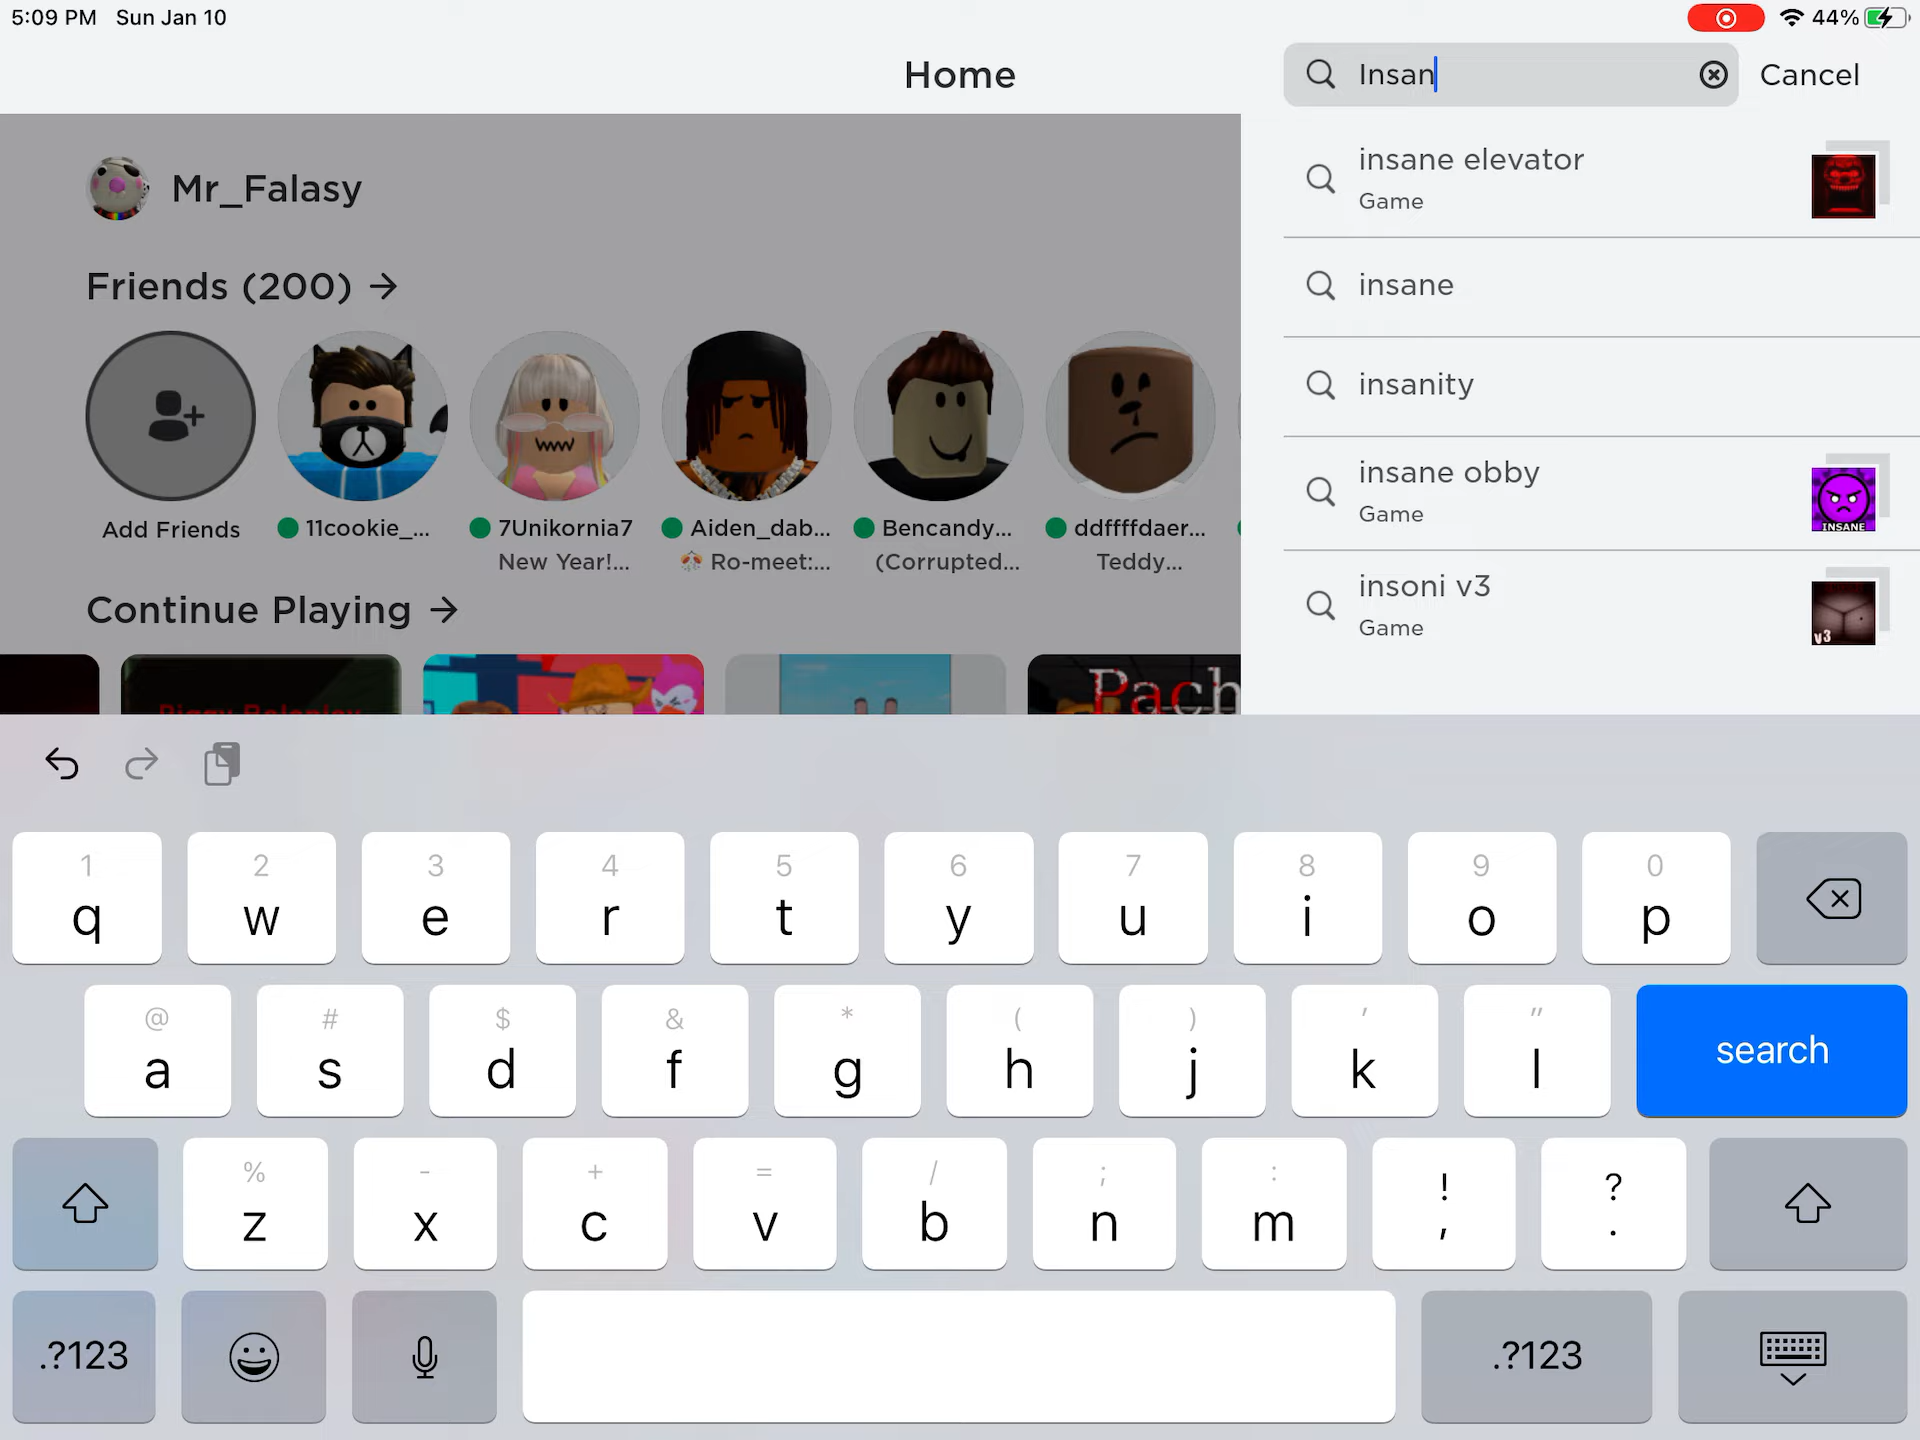 5:09 PM Sun Jan 10
44%
Home
Insan
Cancel
Mr_Falasy
Friends (200) →
Add Friends
11cookie_...
7Unikornia7
New Year!...
Aiden_dab...
Ro-meet:...
Bencandy...
(Corrupted...
ddffffdaer...
Teddy...
Continue Playing →
Piggy Roleplay
Pach
insane elevator
Game
insane
insanity
insane obby
Game
INSANE
insoni v3
Game
v3
1 2 3 4 5 6 7 8 9 0
q w e r t y u i o p
@ # $ & * ( ) ' "
a s d f g h j k l search
% - + = / ; : ! ?
z x c v b n m , .
.?123 .?123